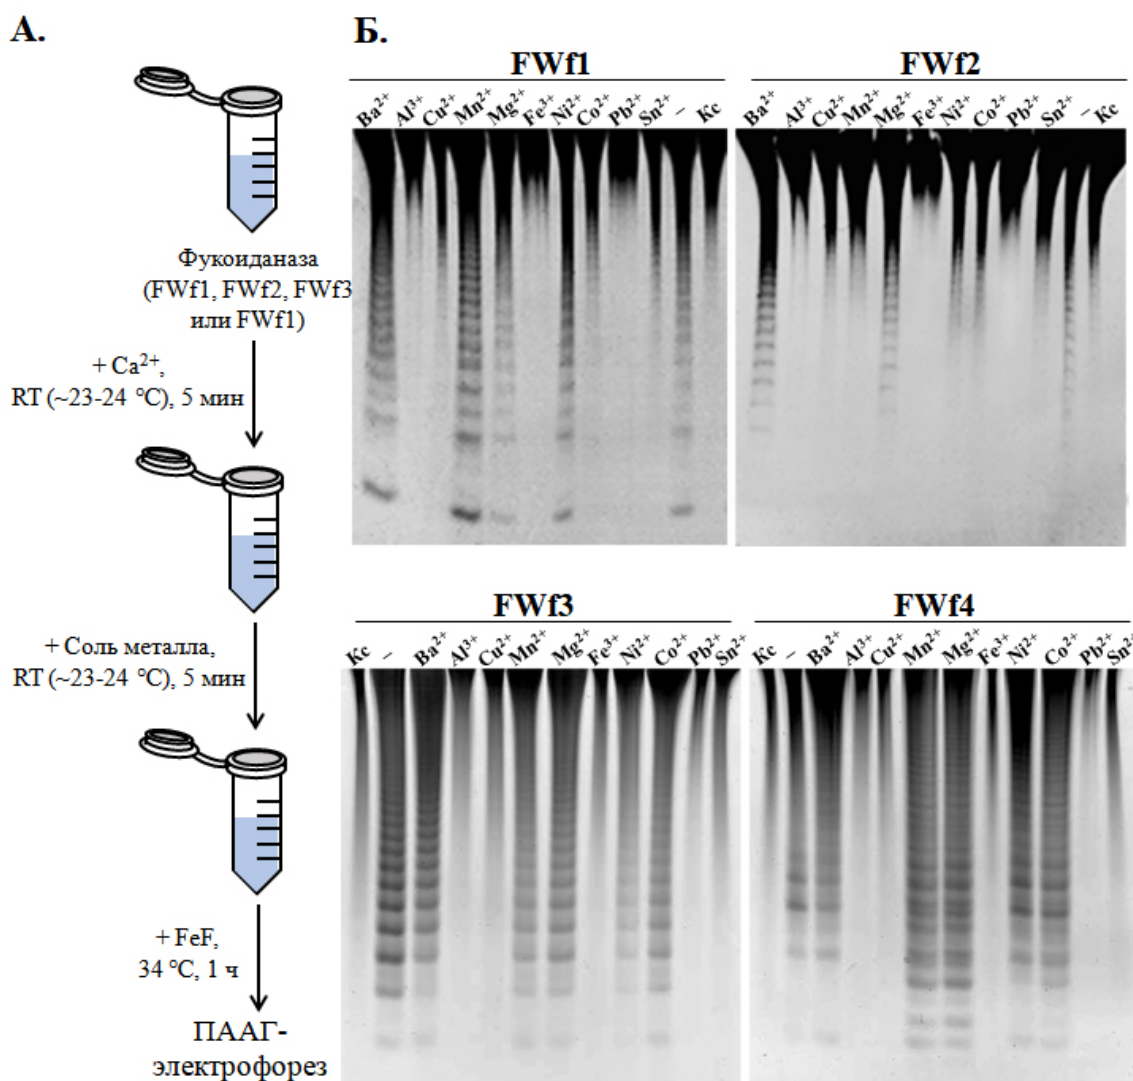 А.
Фукоиданаза
(FWf1, FWf2, FWf3
или FWf1)
+ Ca²⁺,
RT (~23-24 °C), 5 мин
+ Соль металла,
RT (~23-24 °C), 5 мин
+ FeF,
34 °C, 1 ч
ПААГ-
электрофорез
Б.
FWf1
Ba²⁺ Al³⁺ Cu²⁺ Mn²⁺ Mg²⁺ Fe³⁺ Ni²⁺ Co²⁺ Pb²⁺ Sn²⁺ – Кс
FWf2
Ba²⁺ Al³⁺ Cu²⁺ Mn²⁺ Mg²⁺ Fe³⁺ Ni²⁺ Co²⁺ Pb²⁺ Sn²⁺ – Кс
FWf3
Кс – Ba²⁺ Al³⁺ Cu²⁺ Mn²⁺ Mg²⁺ Fe³⁺ Ni²⁺ Co²⁺ Pb²⁺ Sn²⁺
FWf4
Кс – Ba²⁺ Al³⁺ Cu²⁺ Mn²⁺ Mg²⁺ Fe³⁺ Ni²⁺ Co²⁺ Pb²⁺ Sn²⁺